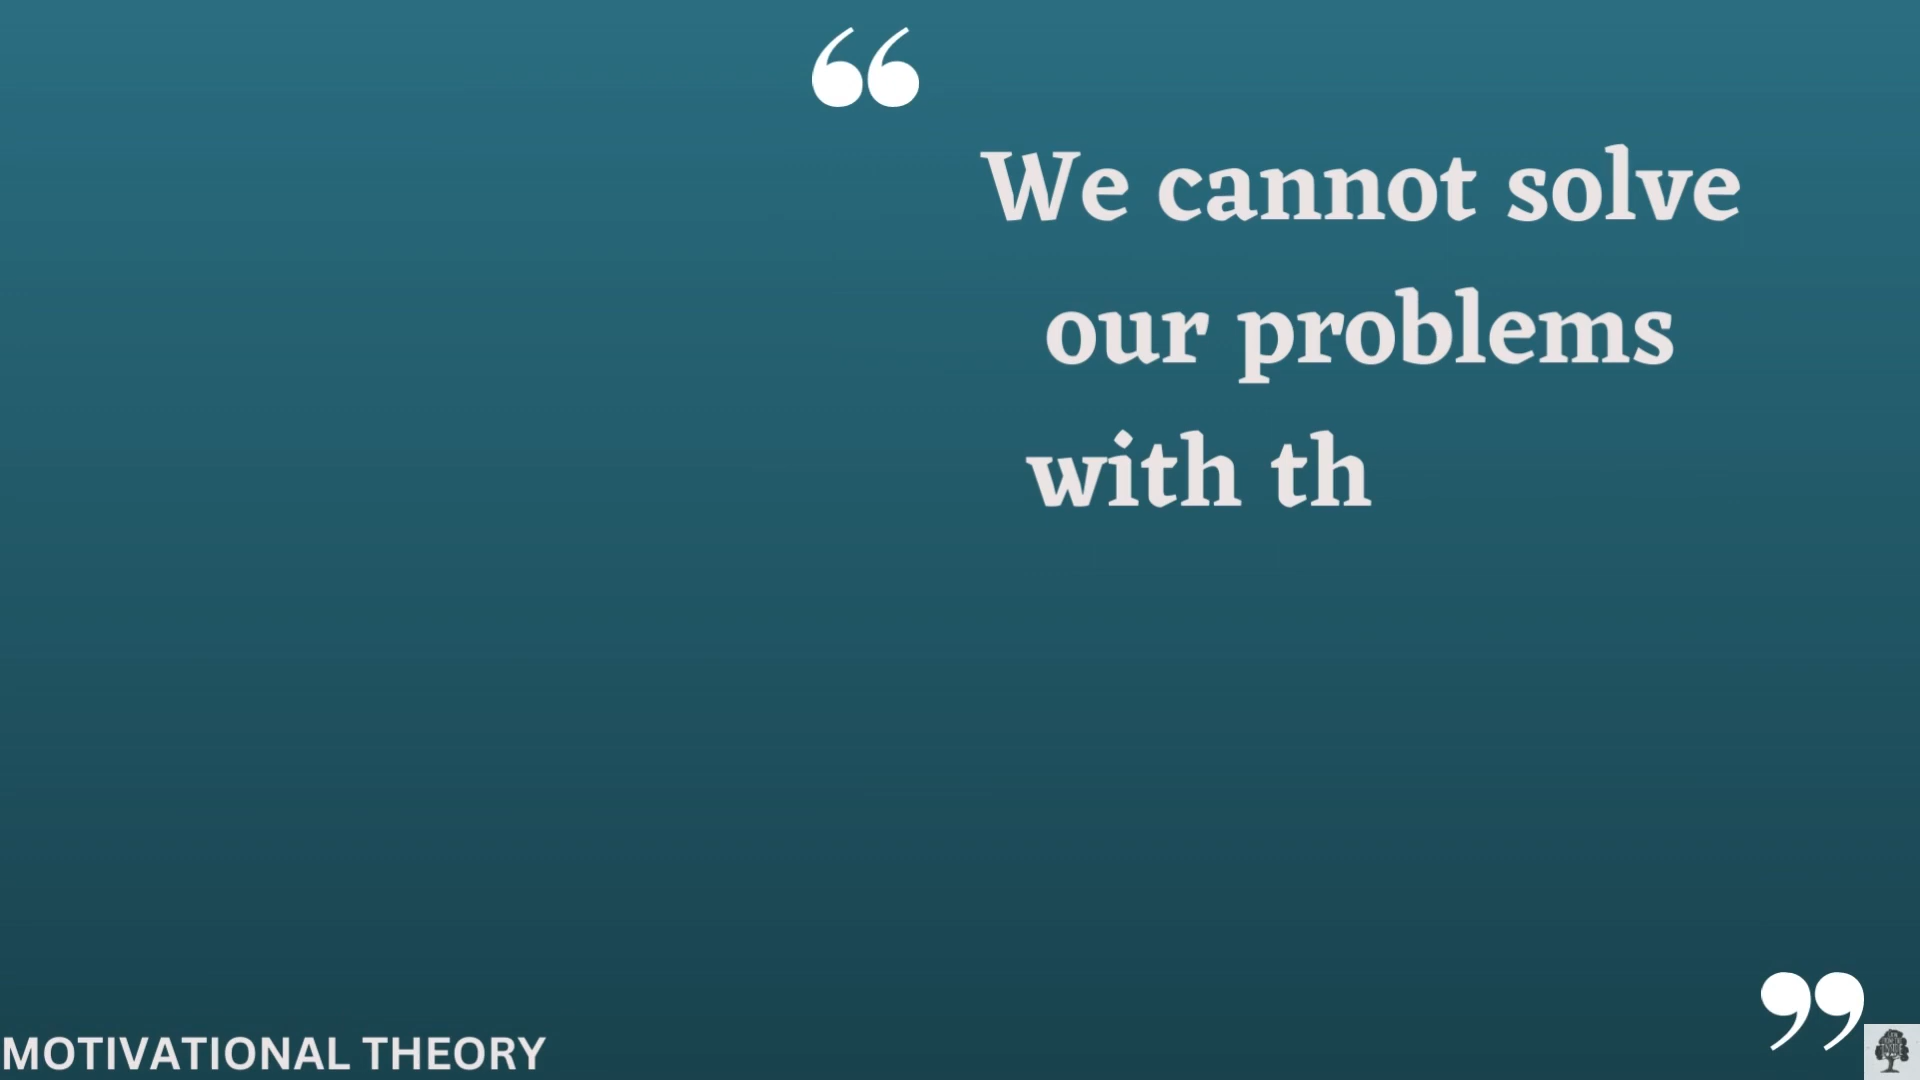 “
We cannot solve
our problems
with th
”
MOTIVATIONAL THEORY